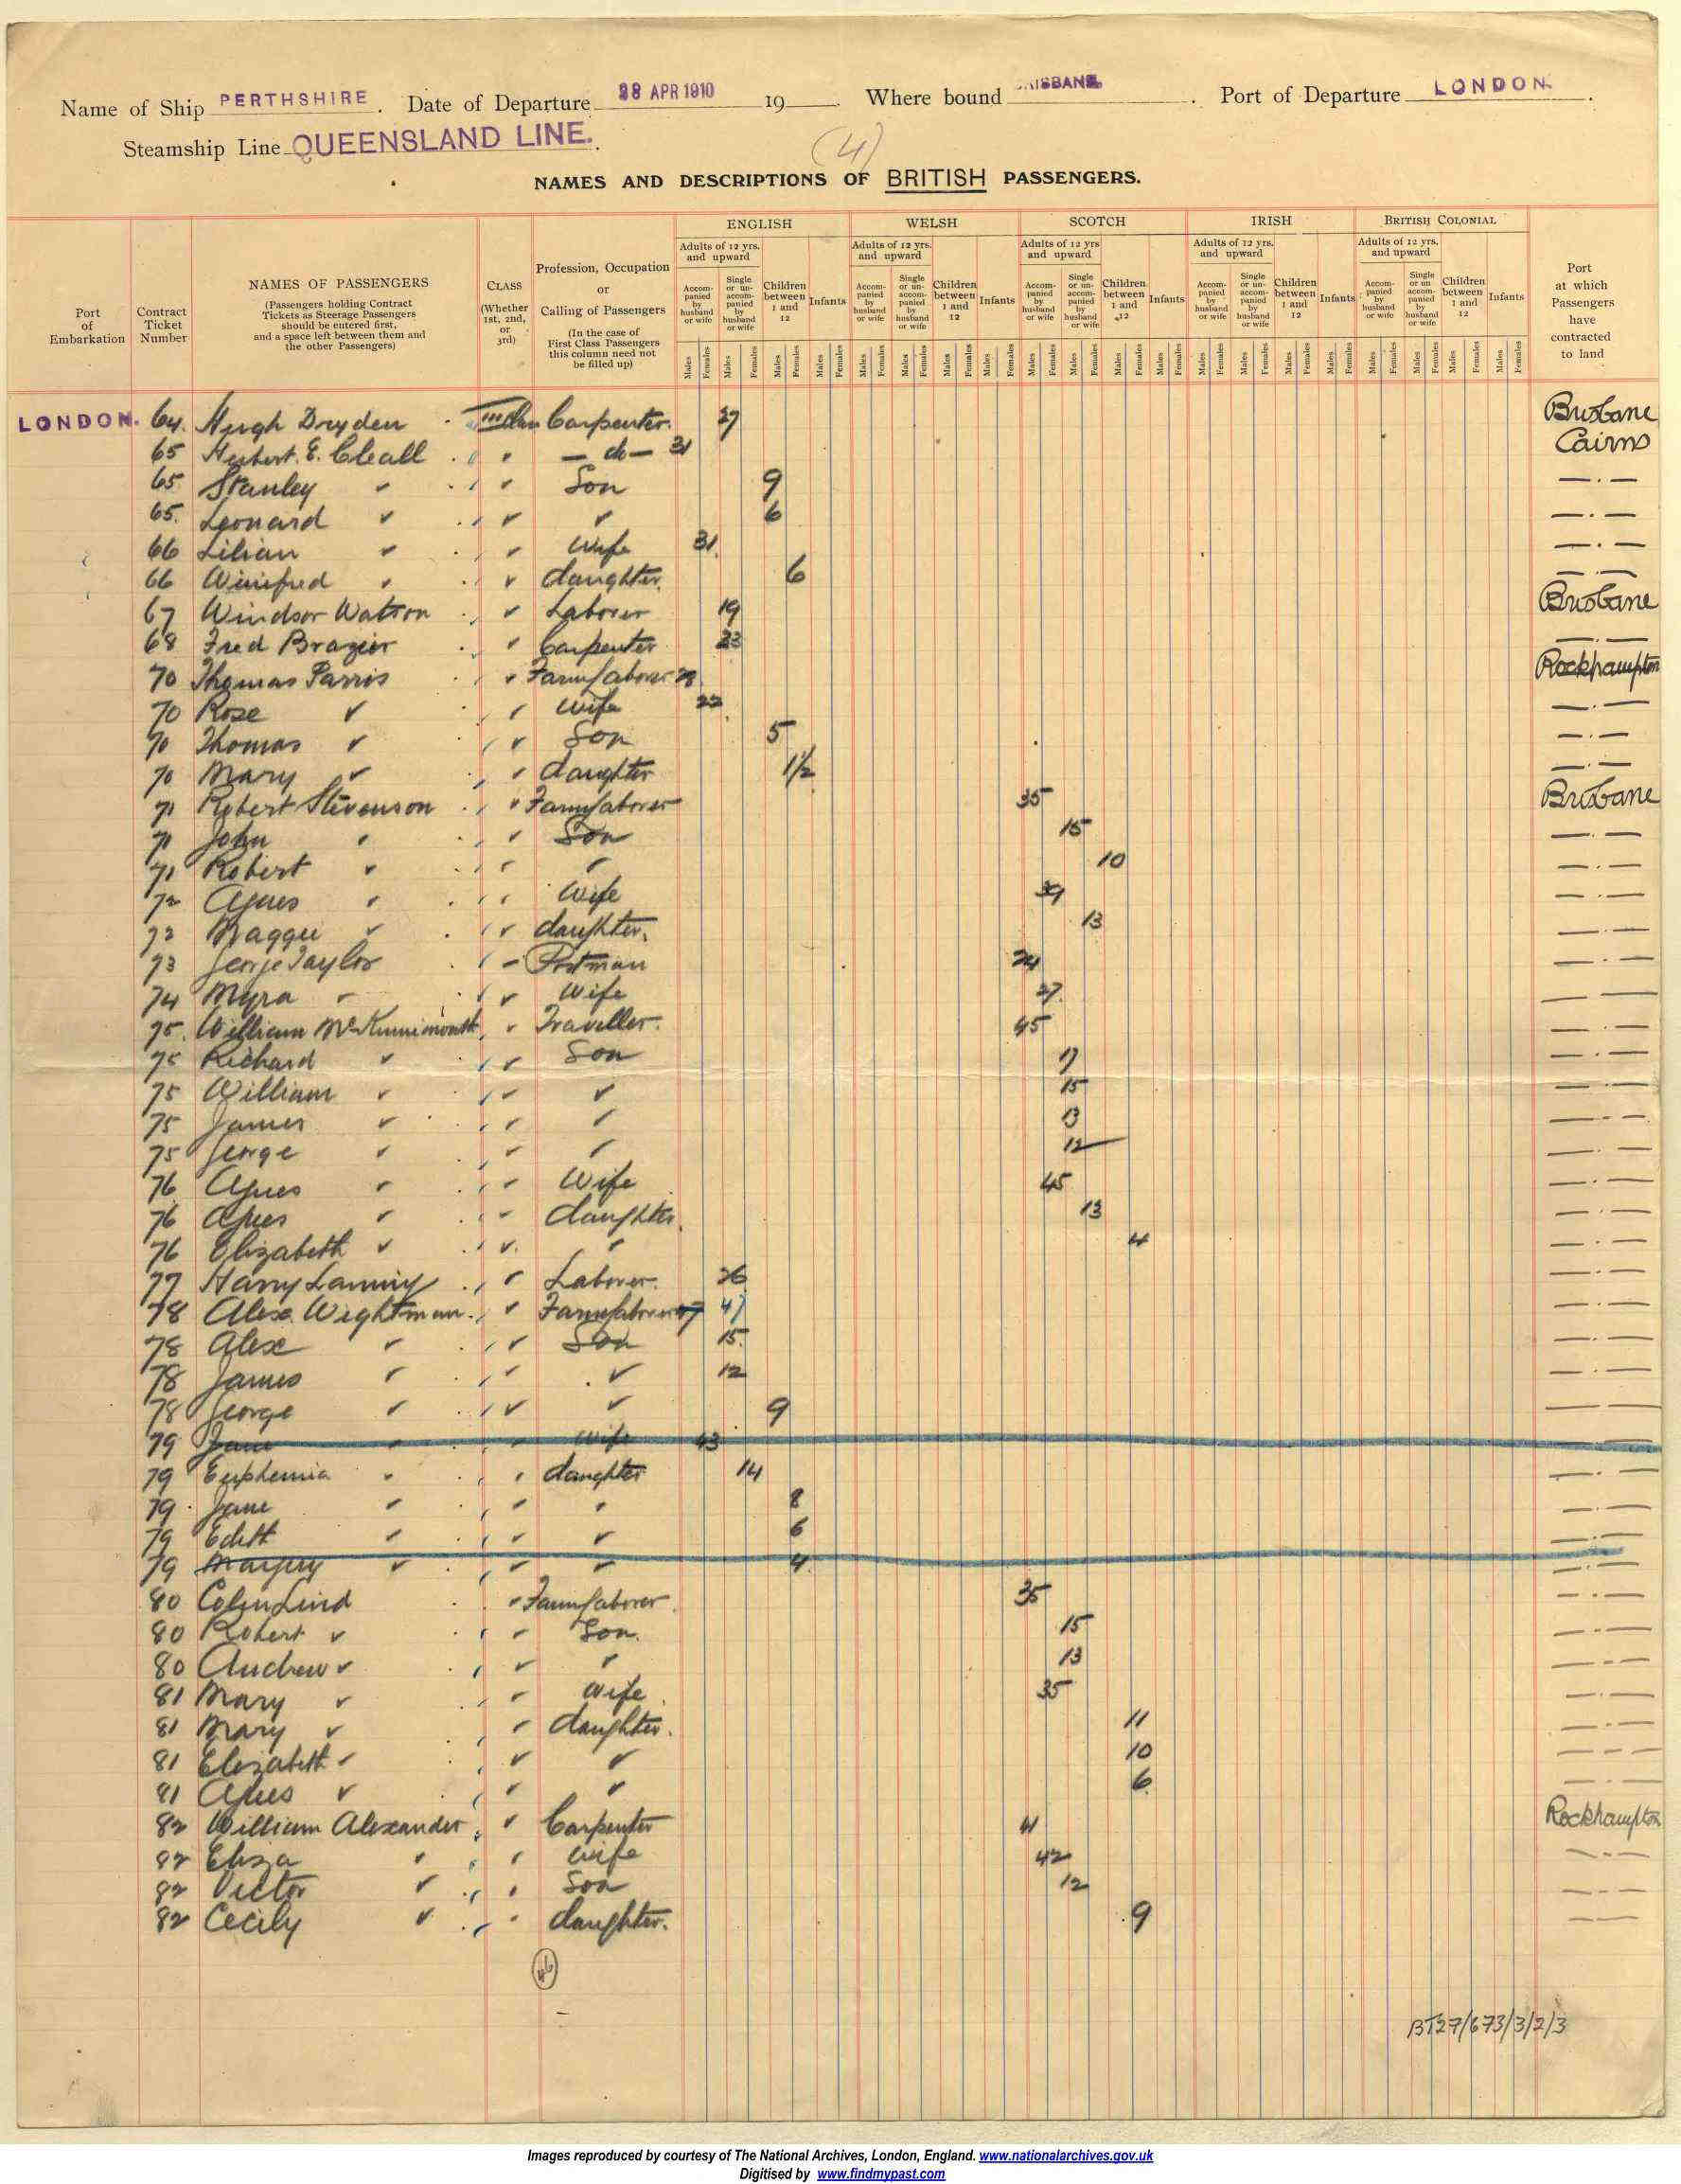 Name of Ship PERTHSHIRE. Date of Departure 28 APR 1910 19 . Where bound BRISBANE. Port of Departure LONDON.
Steamship Line QUEENSLAND LINE.
(4)
NAMES AND DESCRIPTIONS OF BRITISH PASSENGERS.
ENGLISH WELSH SCOTCH IRISH BRITISH COLONIAL
Port of Embarkation
Contract Ticket Number
NAMES OF PASSENGERS
(Passengers holding Contract Tickets as Steerage Passengers should be entered first, and a space left between them and the other Passengers)
CLASS (Whether 1st, 2nd, or 3rd)
Profession, Occupation or Calling of Passengers
(In the case of First Class Passengers this column need not be filled up)
Adults of 12 yrs. and upward
Accompanied by husband or wife
Single or unaccompanied by husband or wife
Children between 1 and 12
Infants
Males Females
Port at which Passengers have contracted to land
LONDON. 64. Hugh Dryden Carpenter. 27 Brisbane
65 Herbert. E. Cleall " — do — 31 Cairns
65 Stanley " " Son 9 — . —
65. Leonard " " " 6 — . —
66 Lilian " " Wife 31 — . —
66 Winifred " " daughter 6 — . —
67 Windsor Watson " Laborer 19 Brisbane
68 Fred Brazier " Carpenter 23 — . —
70 Thomas Parris " Farm laborer Rockhampton
70 Rose " " Wife 22 — . —
70 Thomas " " Son 5 — . —
70 Mary " " daughter 1½ — . —
71 Robert Stevenson " Farm laborer 35 Brisbane
71 John " " Son 15 — . —
71 Robert " " " 10 — . —
72 Agnes " " Wife 39 — . —
72 Maggie " " daughter. 13 — . —
73 George Taylor " Postman 24 — . —
74 Myra " " Wife 27. — . —
75. William " Traveller. 45 — . —
75 Richard " " Son 17 — . —
75 William " " " 15 — . —
75 James " " " 13 — . —
75 George " " " 12 — . —
76 Agnes " " Wife 45 — . —
76 Agnes " " daughter. 13 — . —
76 Elizabeth " " " 4 — . —
77 Harry " Laborer. 26 — . —
78 Alex. Wightman " Farm laborer 47 — . —
78 Alex " " Son 15. — . —
78 James " " " 12 — . —
78 George " " " 9 — . —
79 Jane " " Wife 43
79 Euphemia " " daughter 14 — . —
79 Jane " " " 8 — . —
79 Edith " " " 6 — . —
79 Marjery " " " 4. — . —
80 Colin Lind " Farm laborer. 35 — . —
80 Robert " " Son. 15 — . —
80 Andrew " " " 13 — . —
81 Mary " " Wife. 35 — . —
81 Mary " " daughter. 11 — . —
81 Elizabeth " " " 10 — . —
81 Agnes " " " 6. — . —
82 William Alexander " Carpenter 41 Rockhampton
82 Eliza " " Wife 42 — . —
82 Victor " " Son 12 — . —
82 Cecily " " daughter. 9 — . —
46
BT27/673/3/2/3
Images reproduced by courtesy of The National Archives, London, England. www.nationalarchives.gov.uk
Digitised by www.findmypast.com